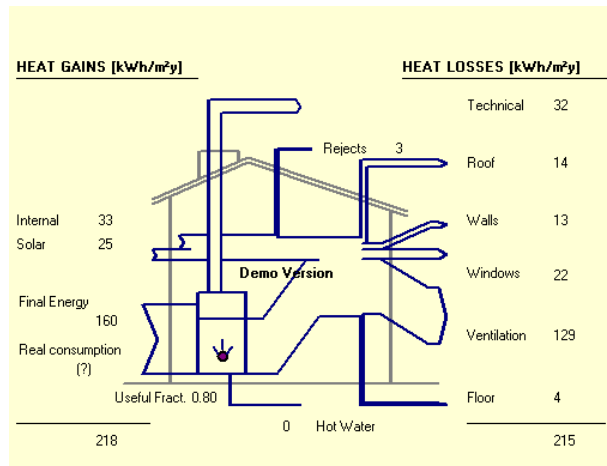 HEAT GAINS [kWh/m²y]
HEAT LOSSES [kWh/m²y]
Technical 32
Rejects 3
Roof 14
Internal 33
Walls 13
Solar 25
Demo Version
Windows 22
Final Energy
160
Ventilation 129
Real consumption
(?)
Useful Fract. 0.80
Floor 4
0 Hot Water
218
215